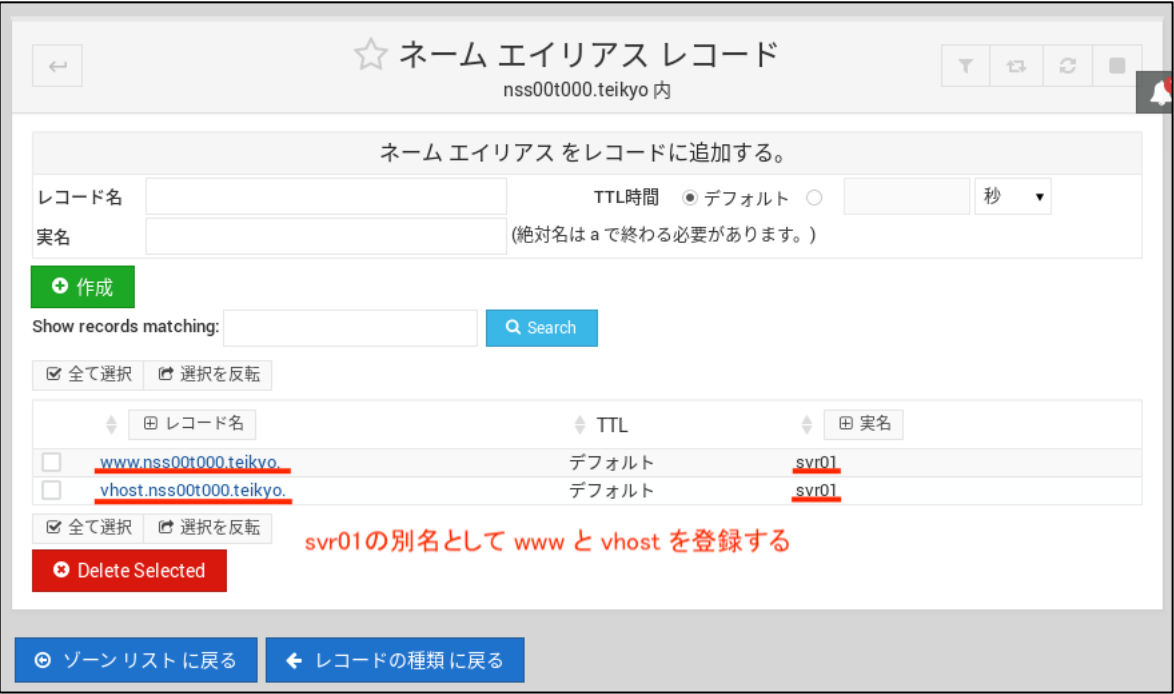 ネーム エイリアス レコード
nss00t000.teikyo 内
ネーム エイリアス をレコードに追加する。
レコード名 TTL時間 デフォルト 秒
実名 (絶対名は a で終わる必要があります。)
作成
Show records matching: Search
全て選択 選択を反転
レコード名 TTL 実名
www.nss00t000.teikyo. デフォルト svr01
vhost.nss00t000.teikyo. デフォルト svr01
全て選択 選択を反転
svr01の別名として www と vhost を登録する
Delete Selected
ゾーン リスト に戻る レコードの種類 に戻る